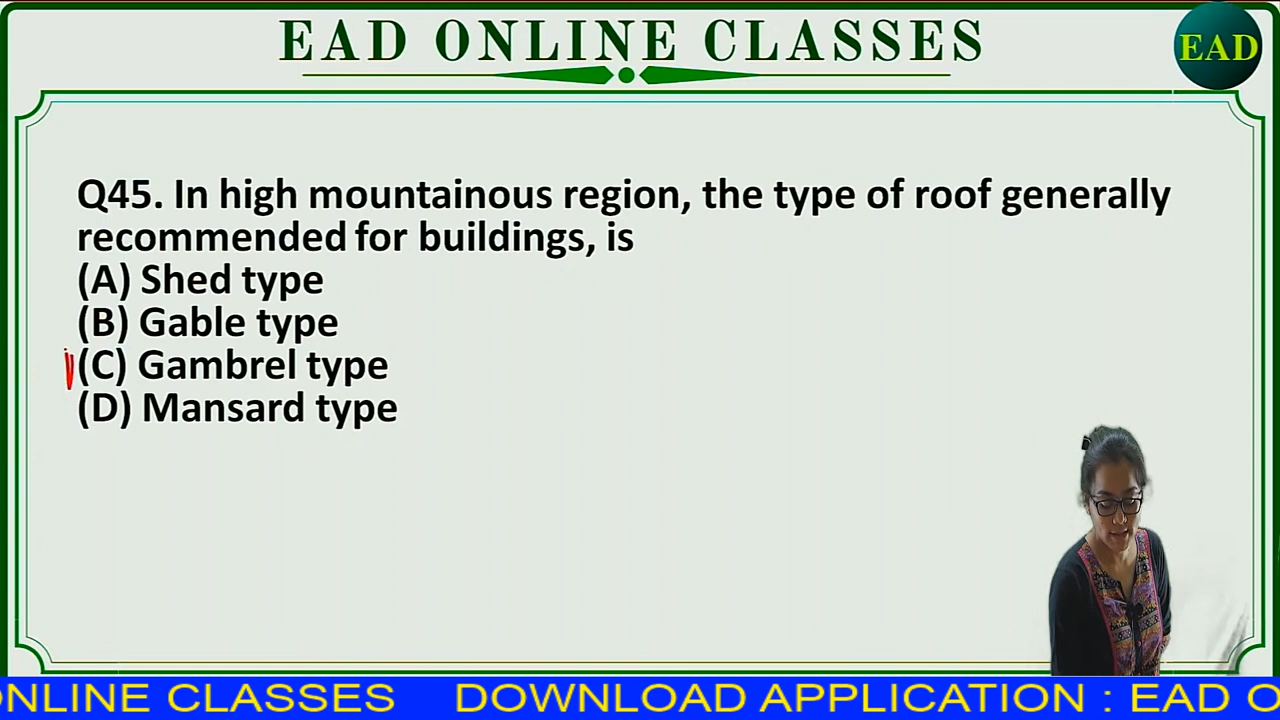 EAD ONLINE CLASSES
EAD
Q45. In high mountainous region, the type of roof generally
recommended for buildings, is
(A) Shed type
(B) Gable type
(C) Gambrel type
(D) Mansard type
ONLINE CLASSES DOWNLOAD APPLICATION : EAD O